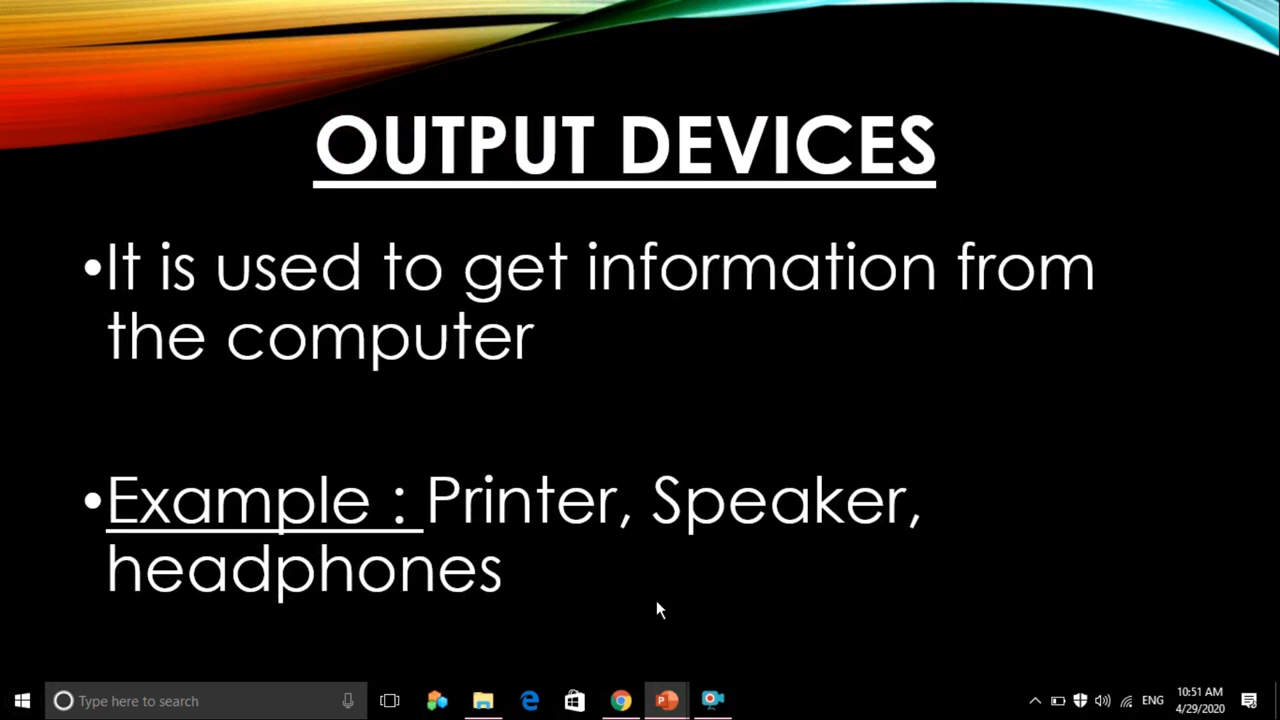 OUTPUT DEVICES
•It is used to get information from
the computer
•Example : Printer, Speaker,
headphones
Type here to search
ENG
10:51 AM
4/29/2020